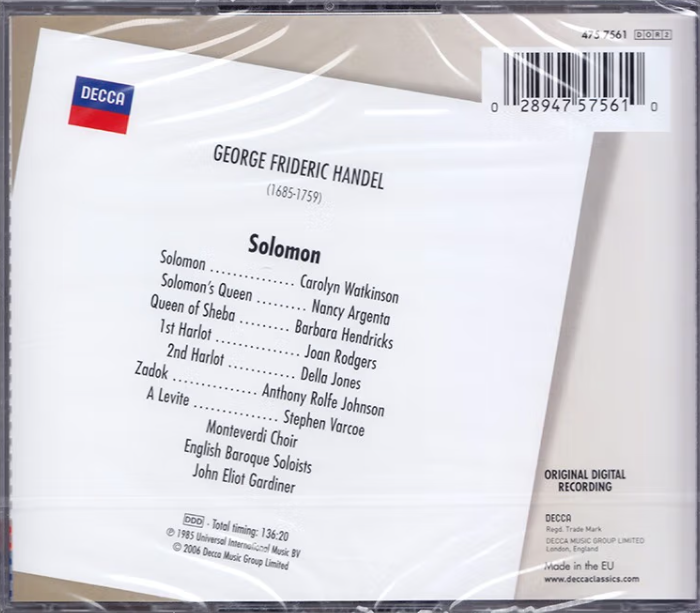 475 7561 DDR2
0 28947 57561 0
DECCA
GEORGE FRIDERIC HANDEL
(1685-1759)
Solomon
Solomon .............. Carolyn Watkinson
Solomon's Queen ......... Nancy Argenta
Queen of Sheba ......... Barbara Hendricks
1st Harlot ............... Joan Rodgers
2nd Harlot ............ Della Jones
Zadok ............... Anthony Rolfe Johnson
A Levite ............... Stephen Varcoe
Monteverdi Choir
English Baroque Soloists
John Eliot Gardiner
DDD · Total timing: 136:20
℗ 1985 Universal International Music BV
© 2006 Decca Music Group Limited
ORIGINAL DIGITAL
RECORDING
DECCA
Regd. Trade Mark
DECCA MUSIC GROUP LIMITED
London, England
Made in the EU
www.deccaclassics.com